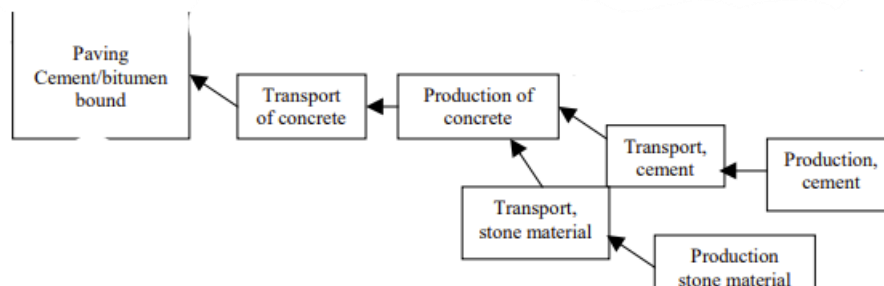 Paving
Cement/bitumen
bound
Transport
of concrete
Production of
concrete
Transport,
cement
Production,
cement
Transport,
stone material
Production
stone material